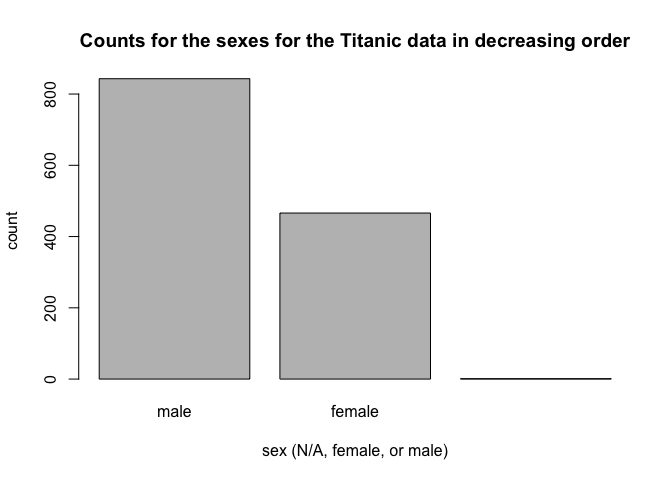 Counts for the sexes for the Titanic data in decreasing order
800
600
400
200
0
count
male female
sex (N/A, female, or male)